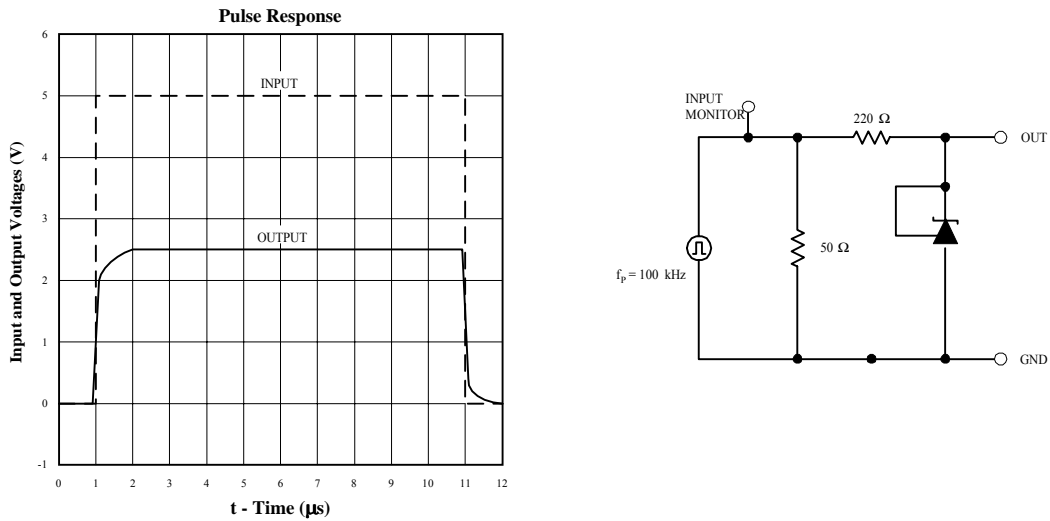 Pulse Response
Input and Output Voltages (V)
6
5
4
3
2
1
0
-1
INPUT
OUTPUT
0 1 2 3 4 5 6 7 8 9 10 11 12
t - Time (μs)
INPUT
MONITOR
220 Ω
OUT
50 Ω
fP = 100 kHz
GND